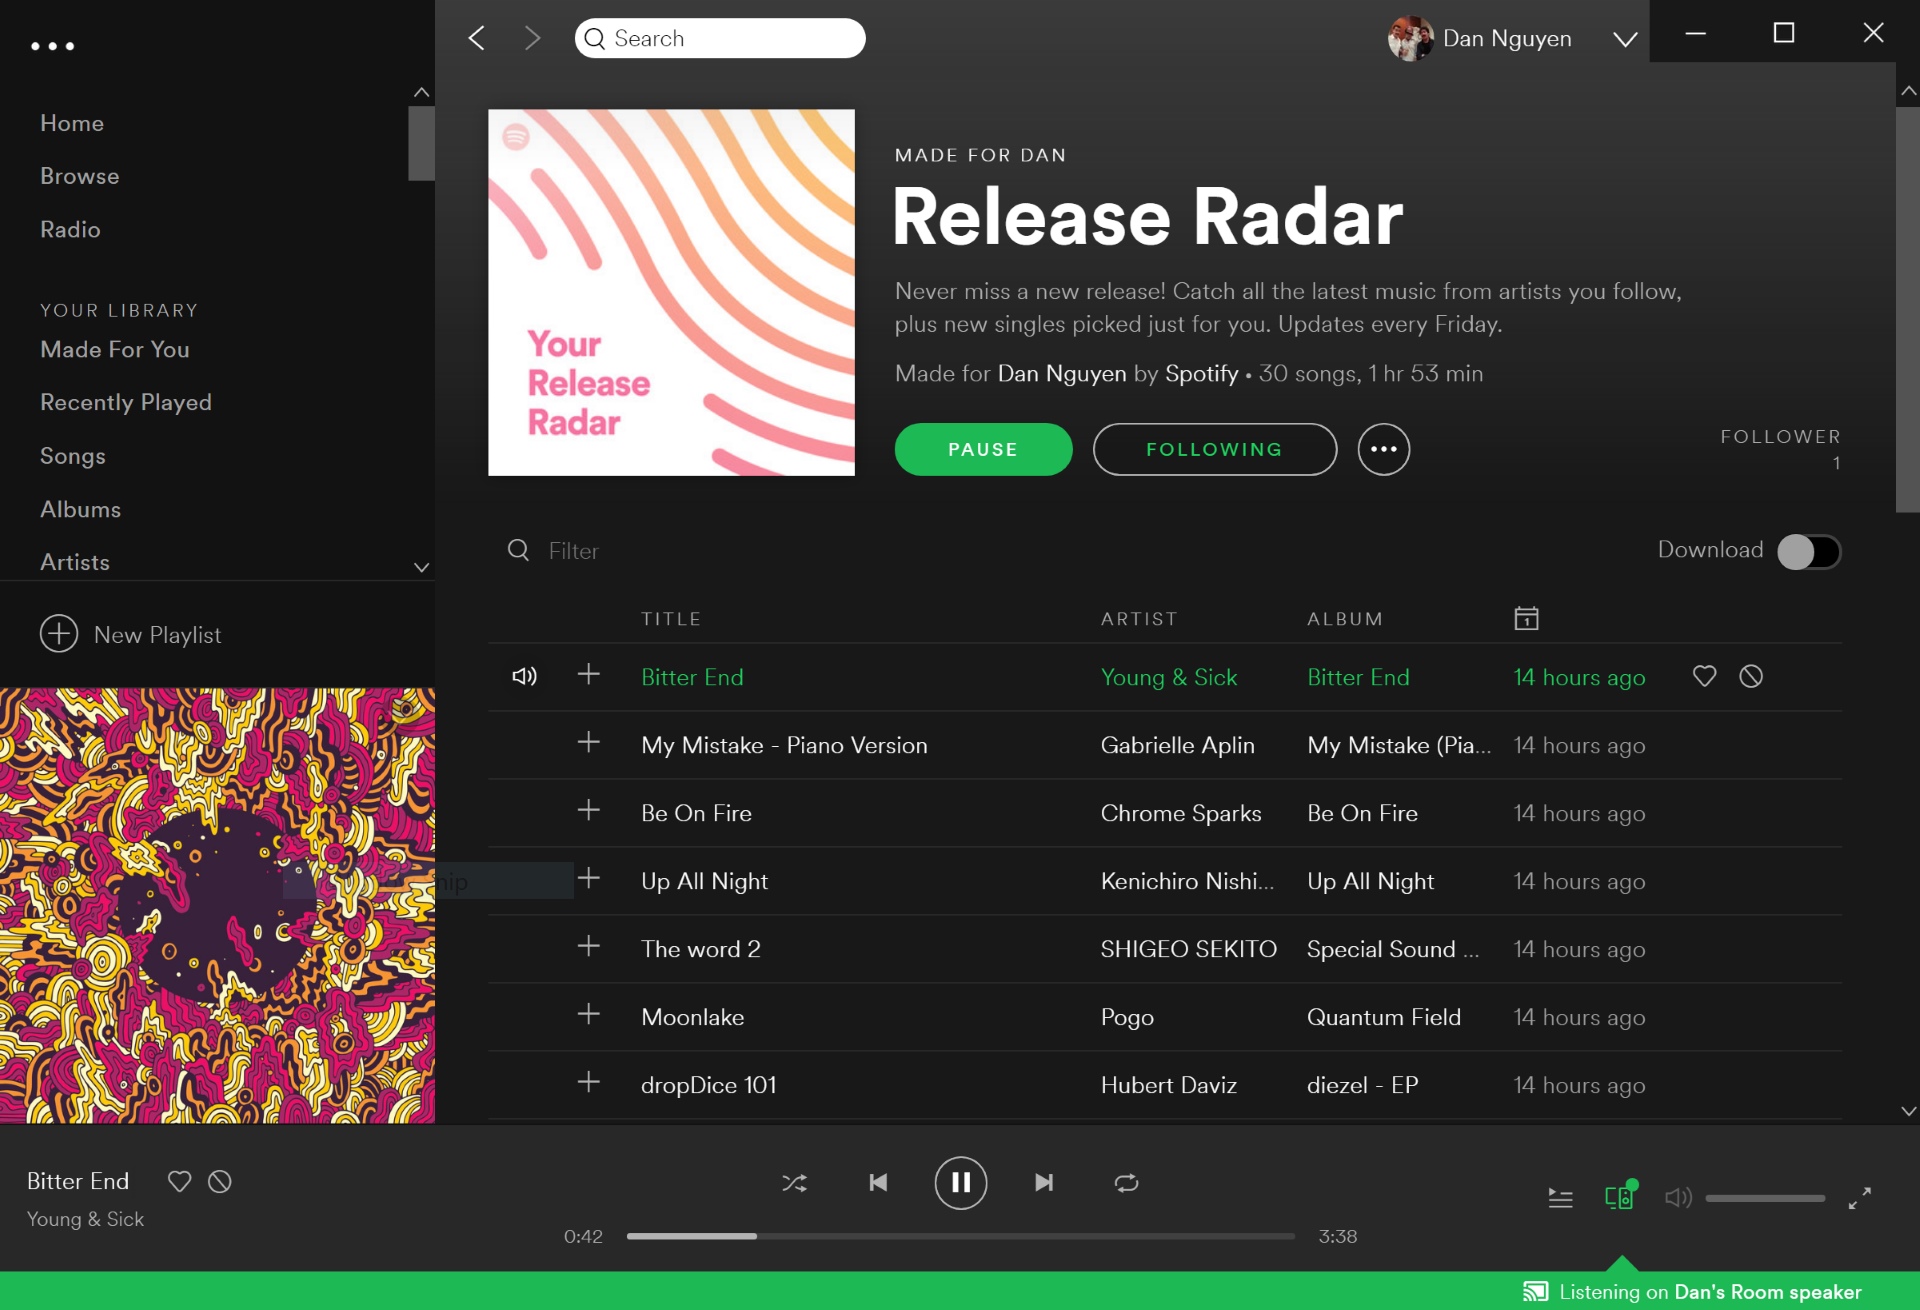 Search
Dan Nguyen
Home
Browse
Radio
YOUR LIBRARY
Made For You
Recently Played
Songs
Albums
Artists
New Playlist
Your
Release
Radar
MADE FOR DAN
Release Radar
Never miss a new release! Catch all the latest music from artists you follow,
plus new singles picked just for you. Updates every Friday.
Made for Dan Nguyen by Spotify • 30 songs, 1 hr 53 min
PAUSE FOLLOWING
FOLLOWER
1
Filter
Download
TITLE ARTIST ALBUM
Bitter End Young & Sick Bitter End 14 hours ago
My Mistake - Piano Version Gabrielle Aplin My Mistake (Pia... 14 hours ago
Be On Fire Chrome Sparks Be On Fire 14 hours ago
Up All Night Kenichiro Nishi... Up All Night 14 hours ago
The word 2 SHIGEO SEKITO Special Sound ... 14 hours ago
Moonlake Pogo Quantum Field 14 hours ago
dropDice 101 Hubert Daviz diezel - EP 14 hours ago
Bitter End
Young & Sick
0:42 3:38
Listening on Dan's Room speaker